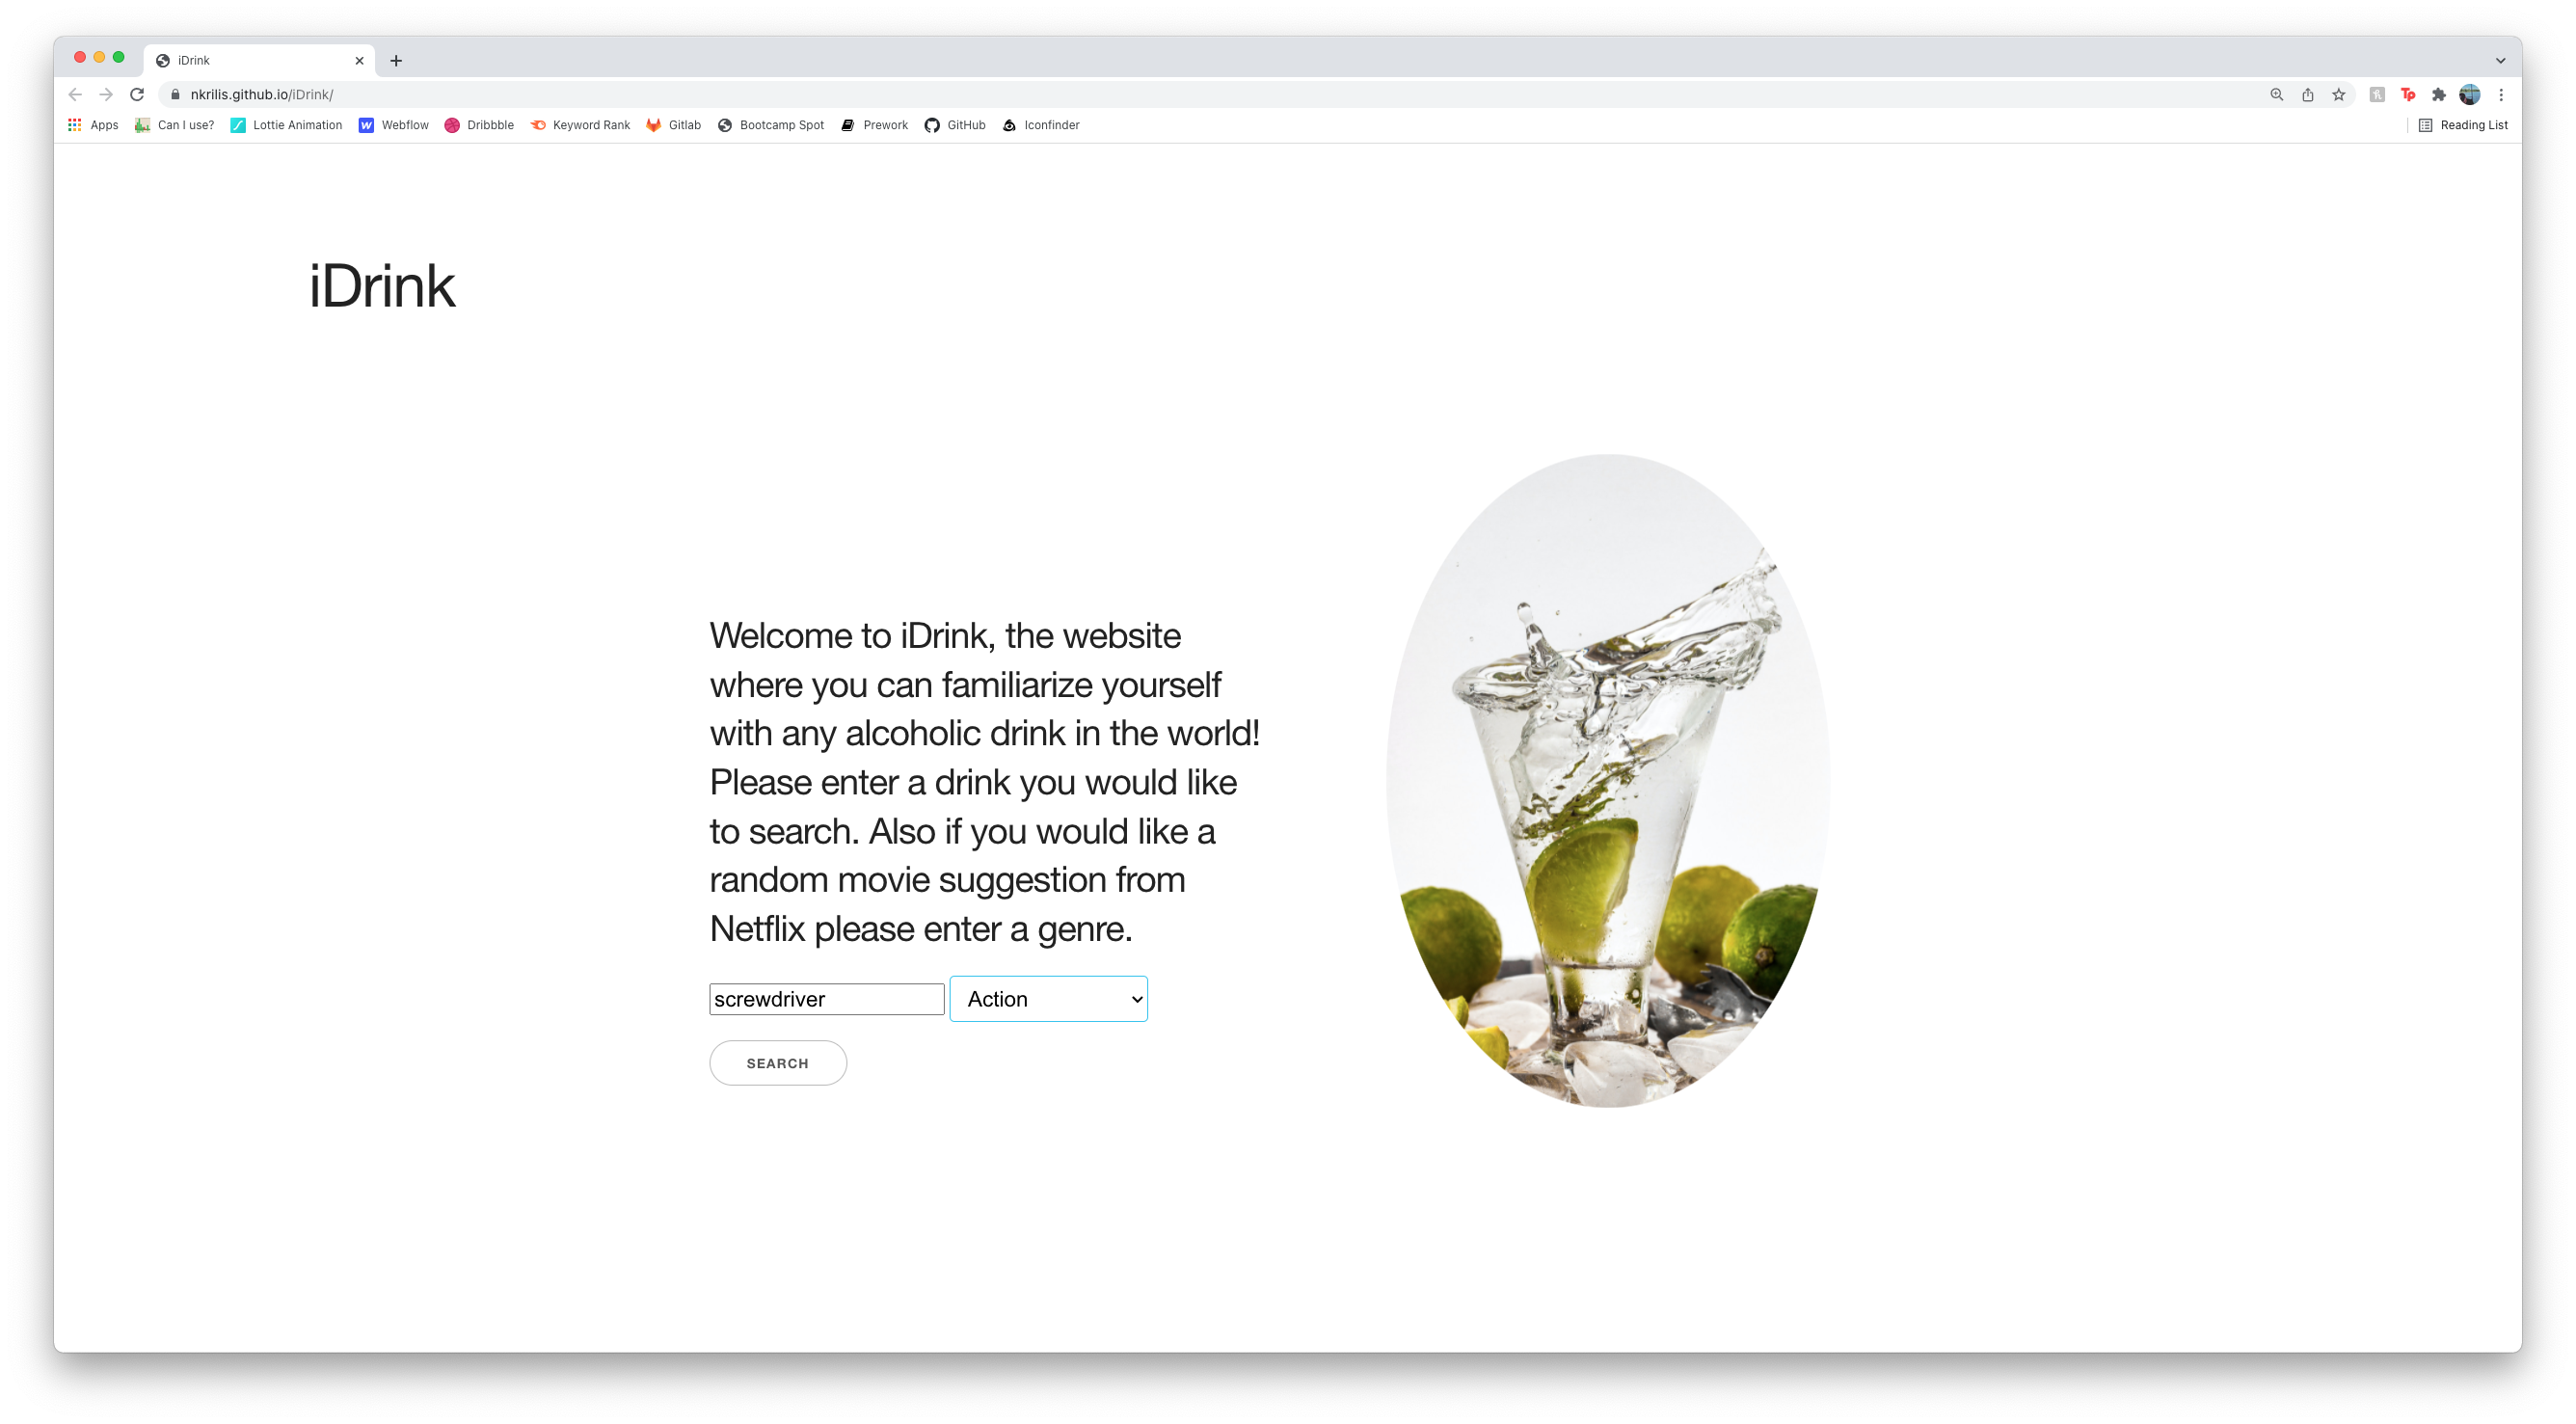 iDrink
nkrilis.github.io/iDrink/
Apps Can I use? Lottie Animation Webflow Dribbble Keyword Rank Gitlab Bootcamp Spot Prework GitHub Iconfinder Reading List
iDrink
Welcome to iDrink, the website
where you can familiarize yourself
with any alcoholic drink in the world!
Please enter a drink you would like
to search. Also if you would like a
random movie suggestion from
Netflix please enter a genre.
screwdriver Action
SEARCH